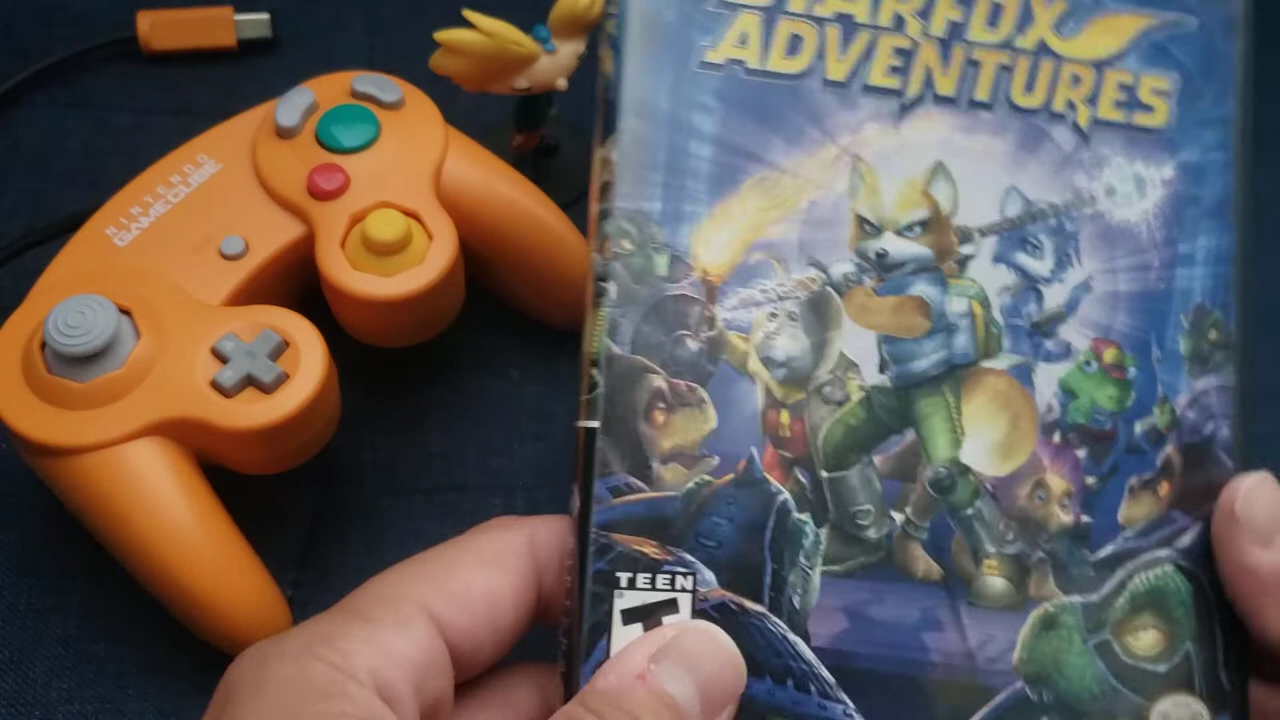 NINTENDO
GAMECUBE
STARFOX
ADVENTURES
TEEN
T